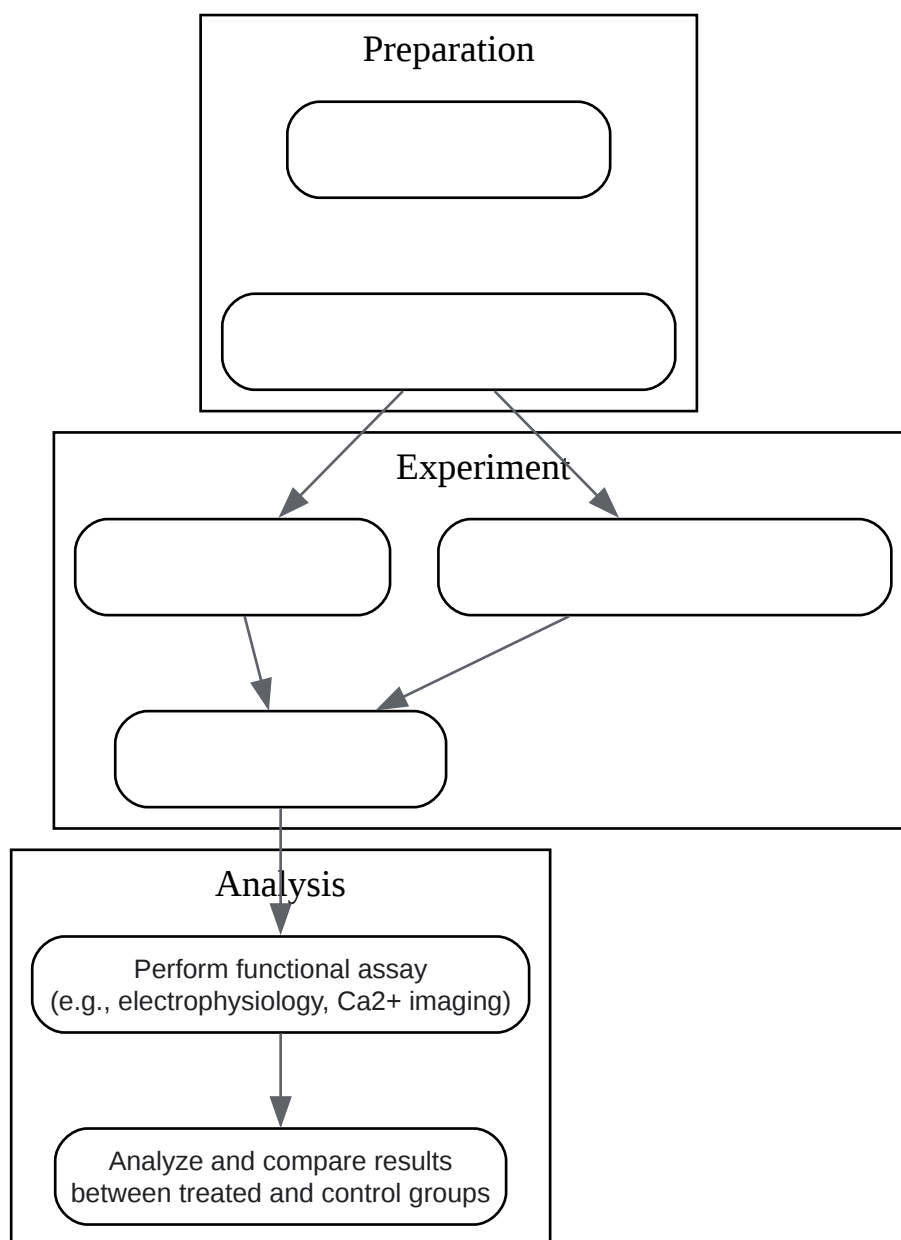 Preparation
Experiment
Analysis
Perform functional assay
(e.g., electrophysiology, Ca2+ imaging)
Analyze and compare results
between treated and control groups